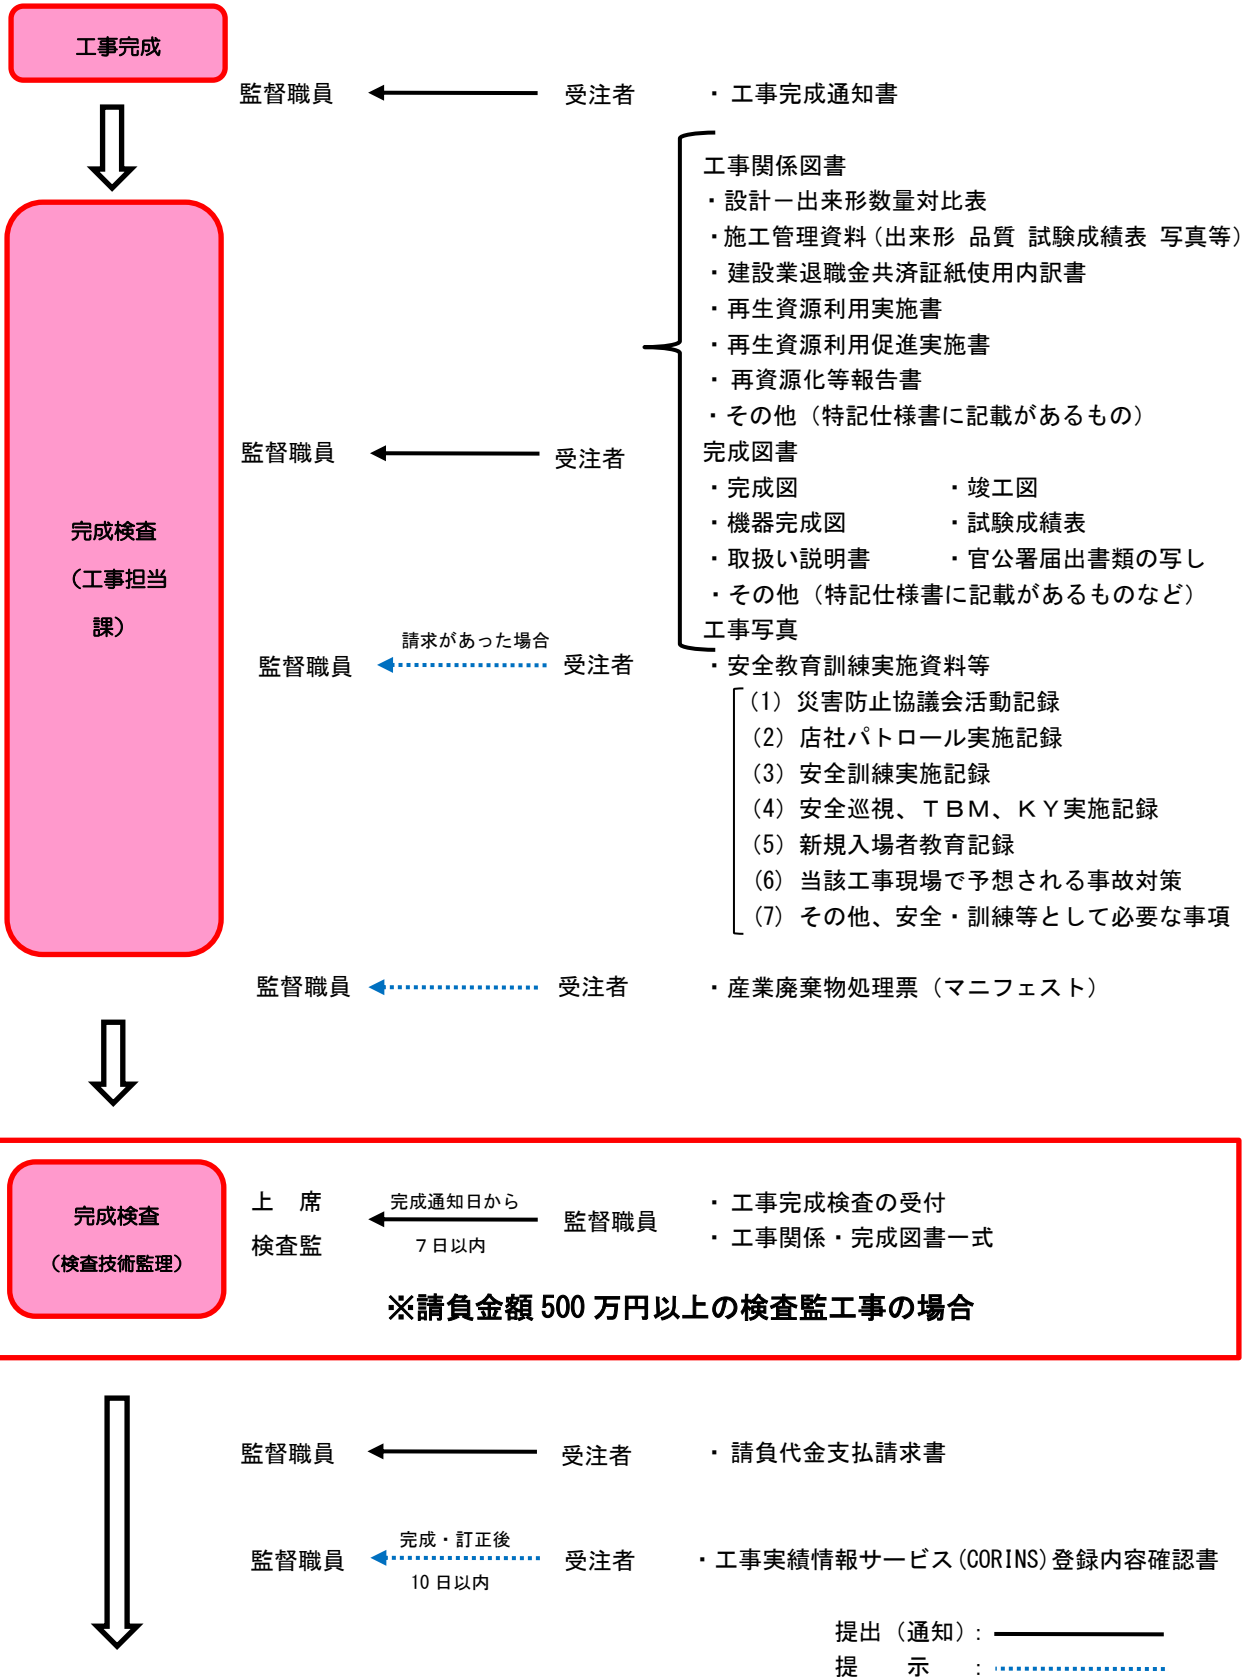 工事完成
監督職員 受注者 ・工事完成通知書
工事関係図書
・設計－出来形数量対比表
・施工管理資料(出来形 品質 試験成績表 写真等)
・建設業退職金共済証紙使用内訳書
・再生資源利用実施書
・再生資源利用促進実施書
・再資源化等報告書
・その他（特記仕様書に記載があるもの）
監督職員 受注者
完成図書
・完成図 ・竣工図
・機器完成図 ・試験成績表
・取扱い説明書 ・官公署届出書類の写し
・その他（特記仕様書に記載があるものなど）
工事写真
完成検査
（工事担当
課）
請求があった場合
監督職員 受注者 ・安全教育訓練実施資料等
(1) 災害防止協議会活動記録
(2) 店社パトロール実施記録
(3) 安全訓練実施記録
(4) 安全巡視、ＴＢＭ、ＫＹ実施記録
(5) 新規入場者教育記録
(6) 当該工事現場で予想される事故対策
(7) その他、安全・訓練等として必要な事項
監督職員 受注者 ・産業廃棄物処理票（マニフェスト）
完成検査
（検査技術監理）
上 席
検査監
完成通知日から
７日以内
監督職員
・工事完成検査の受付
・工事関係・完成図書一式
※請負金額500万円以上の検査監工事の場合
監督職員 受注者 ・請負代金支払請求書
完成・訂正後
監督職員 受注者 ・工事実績情報サービス(CORINS)登録内容確認書
10日以内
提出（通知）：
提 示 ：